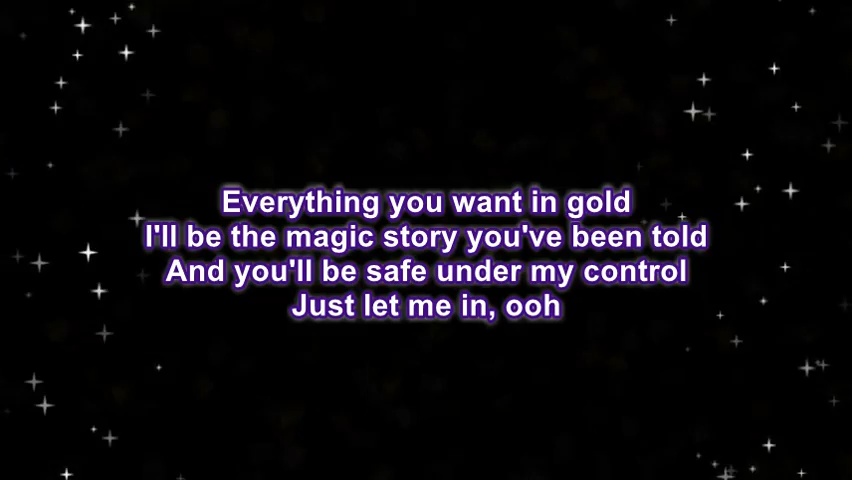 Everything you want in gold
I'll be the magic story you've been told
And you'll be safe under my control
Just let me in, ooh